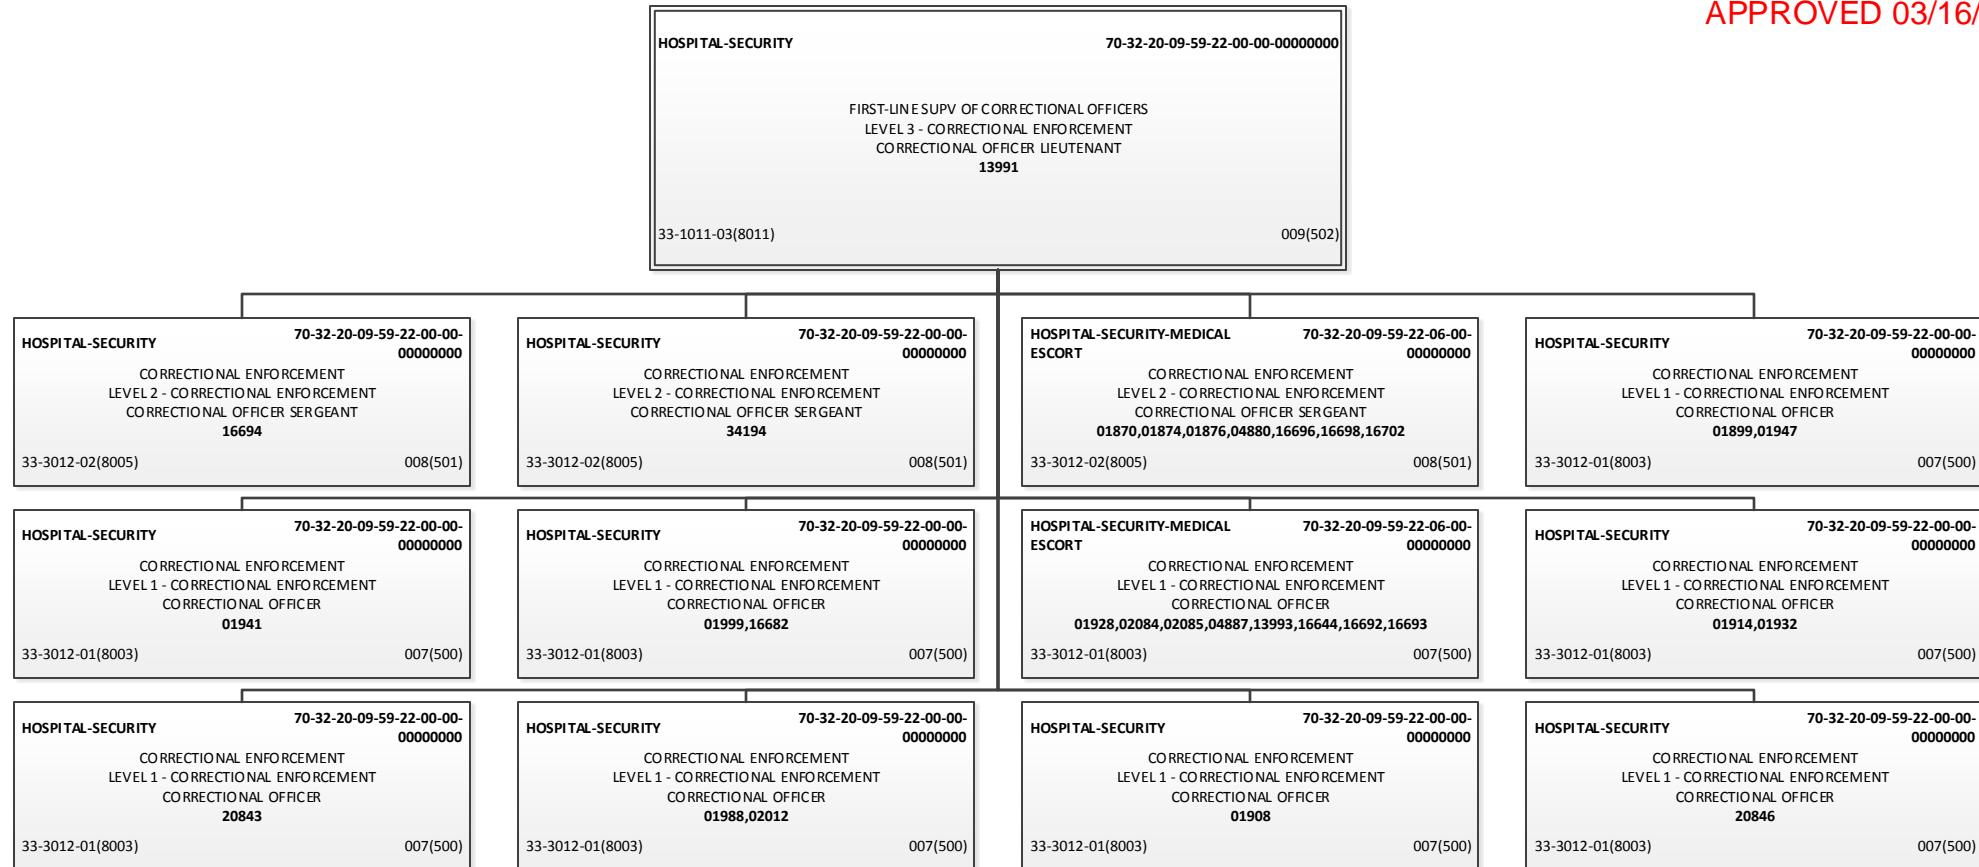 APPROVED 03/16/
HOSPITAL-SECURITY 70-32-20-09-59-22-00-00-00000000
FIRST-LINE SUPV OF CORRECTIONAL OFFICERS
LEVEL 3 - CORRECTIONAL ENFORCEMENT
CORRECTIONAL OFFICER LIEUTENANT
13991
33-1011-03(8011) 009(502)
HOSPITAL-SECURITY 70-32-20-09-59-22-00-00-
00000000
CORRECTIONAL ENFORCEMENT
LEVEL 2 - CORRECTIONAL ENFORCEMENT
CORRECTIONAL OFFICER SERGEANT
16694
33-3012-02(8005) 008(501)
HOSPITAL-SECURITY 70-32-20-09-59-22-00-00-
00000000
CORRECTIONAL ENFORCEMENT
LEVEL 2 - CORRECTIONAL ENFORCEMENT
CORRECTIONAL OFFICER SERGEANT
34194
33-3012-02(8005) 008(501)
HOSPITAL-SECURITY-MEDICAL 70-32-20-09-59-22-06-00-
ESCORT 00000000
CORRECTIONAL ENFORCEMENT
LEVEL 2 - CORRECTIONAL ENFORCEMENT
CORRECTIONAL OFFICER SERGEANT
01870,01874,01876,04880,16696,16698,16702
33-3012-02(8005) 008(501)
HOSPITAL-SECURITY 70-32-20-09-59-22-00-00-
00000000
CORRECTIONAL ENFORCEMENT
LEVEL 1 - CORRECTIONAL ENFORCEMENT
CORRECTIONAL OFFICER
01899,01947
33-3012-01(8003) 007(500)
HOSPITAL-SECURITY 70-32-20-09-59-22-00-00-
00000000
CORRECTIONAL ENFORCEMENT
LEVEL 1 - CORRECTIONAL ENFORCEMENT
CORRECTIONAL OFFICER
01941
33-3012-01(8003) 007(500)
HOSPITAL-SECURITY 70-32-20-09-59-22-00-00-
00000000
CORRECTIONAL ENFORCEMENT
LEVEL 1 - CORRECTIONAL ENFORCEMENT
CORRECTIONAL OFFICER
01999,16682
33-3012-01(8003) 007(500)
HOSPITAL-SECURITY-MEDICAL 70-32-20-09-59-22-06-00-
ESCORT 00000000
CORRECTIONAL ENFORCEMENT
LEVEL 1 - CORRECTIONAL ENFORCEMENT
CORRECTIONAL OFFICER
01928,02084,02085,04887,13993,16644,16692,16693
33-3012-01(8003) 007(500)
HOSPITAL-SECURITY 70-32-20-09-59-22-00-00-
00000000
CORRECTIONAL ENFORCEMENT
LEVEL 1 - CORRECTIONAL ENFORCEMENT
CORRECTIONAL OFFICER
01914,01932
33-3012-01(8003) 007(500)
HOSPITAL-SECURITY 70-32-20-09-59-22-00-00-
00000000
CORRECTIONAL ENFORCEMENT
LEVEL 1 - CORRECTIONAL ENFORCEMENT
CORRECTIONAL OFFICER
20843
33-3012-01(8003) 007(500)
HOSPITAL-SECURITY 70-32-20-09-59-22-00-00-
00000000
CORRECTIONAL ENFORCEMENT
LEVEL 1 - CORRECTIONAL ENFORCEMENT
CORRECTIONAL OFFICER
01988,02012
33-3012-01(8003) 007(500)
HOSPITAL-SECURITY 70-32-20-09-59-22-00-00-
00000000
CORRECTIONAL ENFORCEMENT
LEVEL 1 - CORRECTIONAL ENFORCEMENT
CORRECTIONAL OFFICER
01908
33-3012-01(8003) 007(500)
HOSPITAL-SECURITY 70-32-20-09-59-22-00-00-
00000000
CORRECTIONAL ENFORCEMENT
LEVEL 1 - CORRECTIONAL ENFORCEMENT
CORRECTIONAL OFFICER
20846
33-3012-01(8003) 007(500)